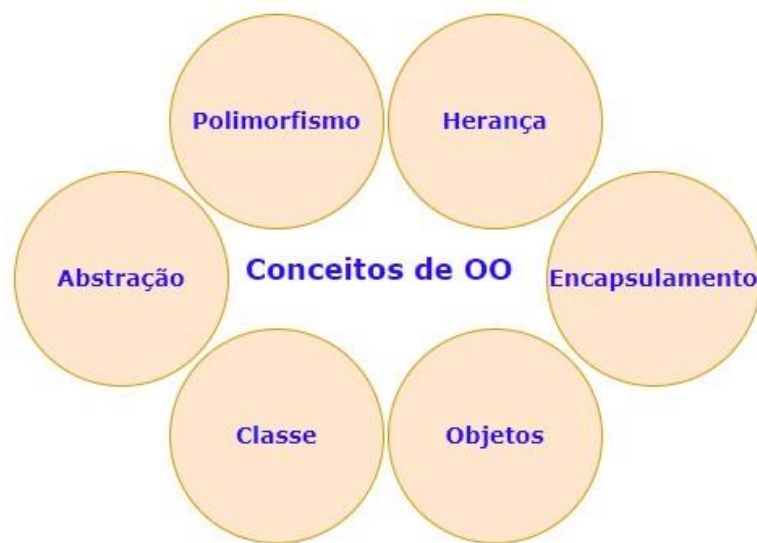 Polimorfismo
Herança
Abstração
Conceitos de OO
Encapsulamento
Classe
Objetos